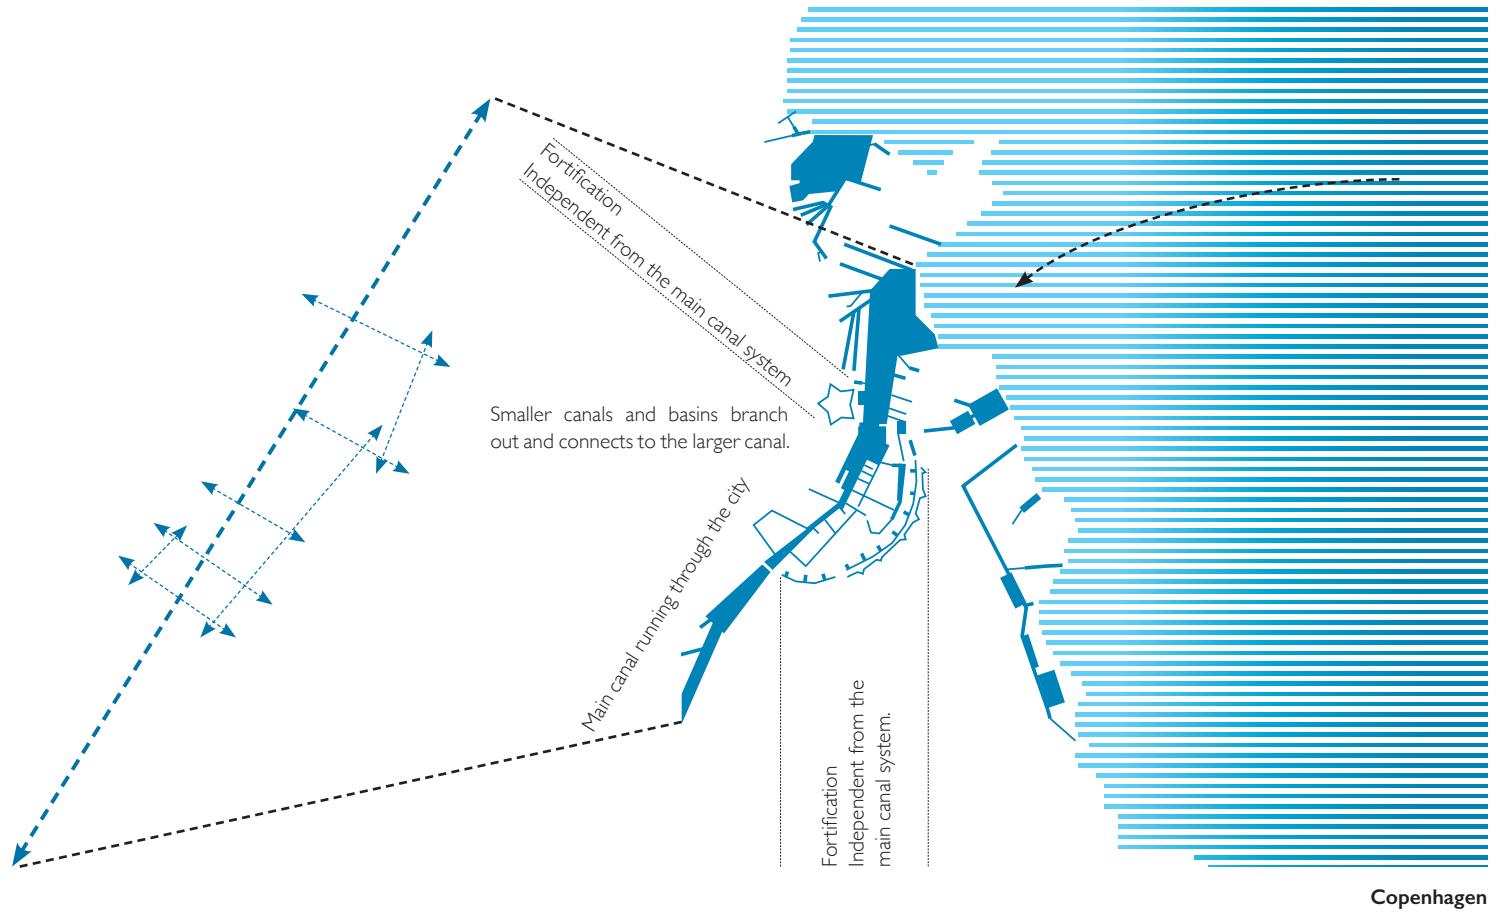 Fortification
Independent from the main canal system
Smaller canals and basins branch
out and connects to the larger canal.
Main canal running through the city
Fortification
Independent from the
main canal system.
Copenhagen